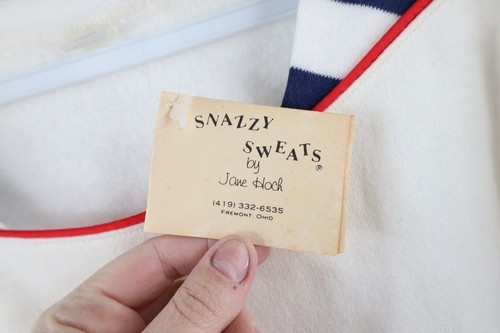 SNAZZY
SWEATS®
by
Jane Hoch
(419) 332-6535
FREMONT, OHIO